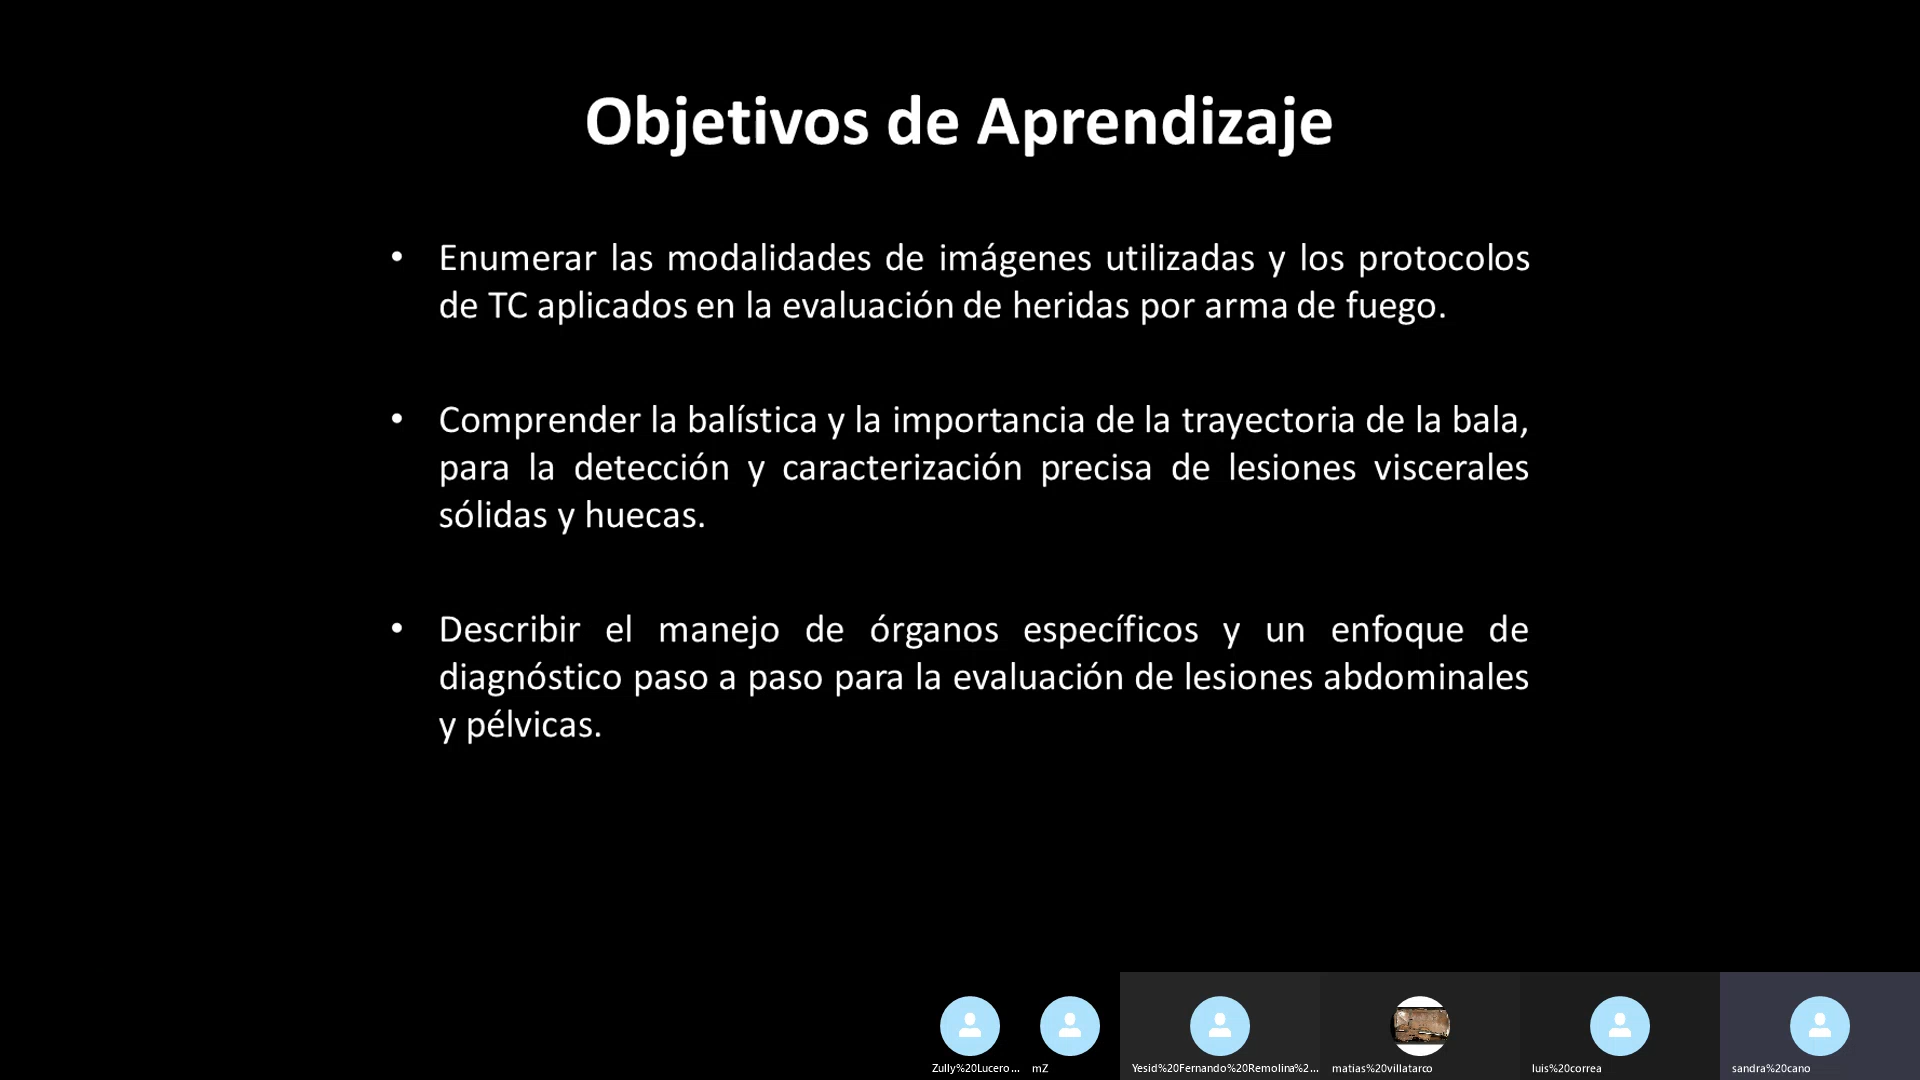 Objetivos de Aprendizaje
• Enumerar las modalidades de imágenes utilizadas y los protocolos
de TC aplicados en la evaluación de heridas por arma de fuego.
• Comprender la balística y la importancia de la trayectoria de la bala,
para la detección y caracterización precisa de lesiones viscerales
sólidas y huecas.
• Describir el manejo de órganos específicos y un enfoque de
diagnóstico paso a paso para la evaluación de lesiones abdominales
y pélvicas.
Zully%20Lucero... mZ Yesid%20Fernando%20Remolina%2... matias%20villatarco luis%20correa sandra%20cano